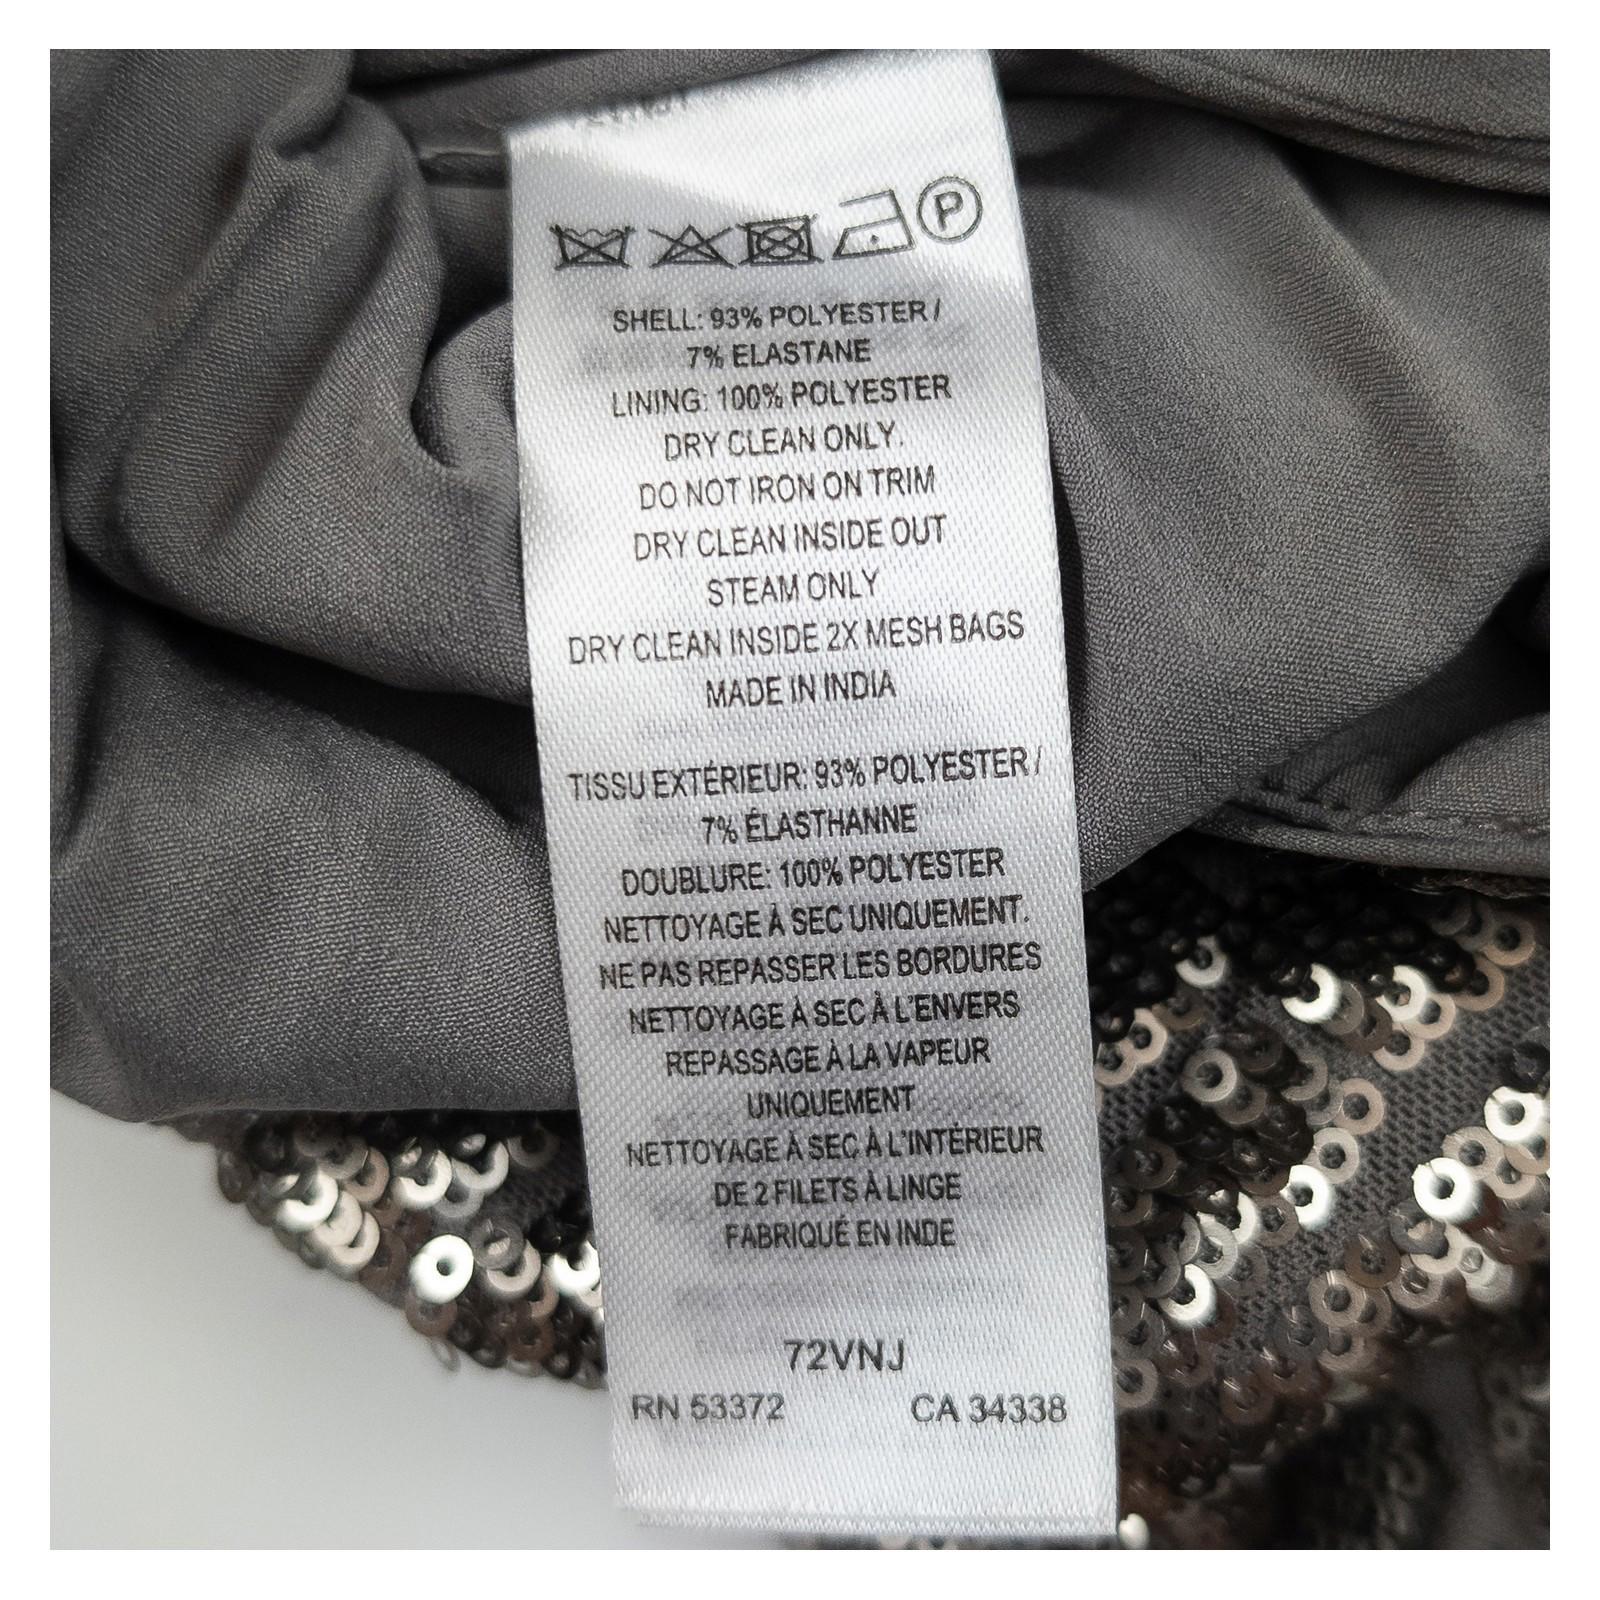 P
SHELL: 93% POLYESTER /
7% ELASTANE
LINING: 100% POLYESTER
DRY CLEAN ONLY.
DO NOT IRON ON TRIM
DRY CLEAN INSIDE OUT
STEAM ONLY
DRY CLEAN INSIDE 2X MESH BAGS
MADE IN INDIA
TISSU EXTÉRIEUR: 93% POLYESTER /
7% ÉLASTHANNE
DOUBLURE: 100% POLYESTER
NETTOYAGE À SEC UNIQUEMENT.
NE PAS REPASSER LES BORDURES
NETTOYAGE À SEC À L'ENVERS
REPASSAGE À LA VAPEUR
UNIQUEMENT
NETTOYAGE À SEC À L'INTÉRIEUR
DE 2 FILETS À LINGE
FABRIQUÉ EN INDE
72VNJ
RN 53372 CA 34338